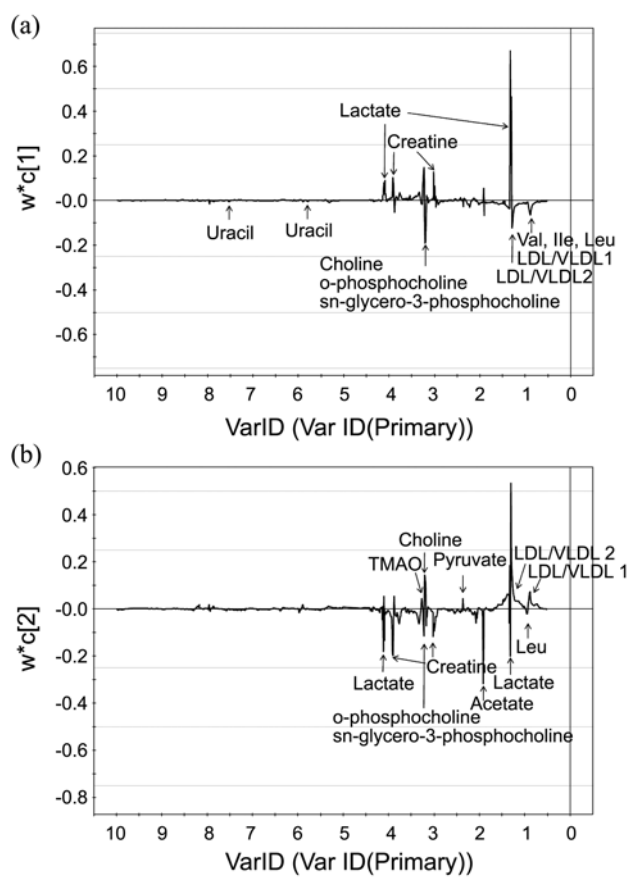 (a)
0.6
0.4
0.2
-0.0
-0.2
-0.4
-0.6
w*c[1]
Lactate
Creatine
Uracil
Uracil
Choline
o-phosphocholine
sn-glycero-3-phosphocholine
Val, Ile, Leu
LDL/VLDL1
LDL/VLDL2
10 9 8 7 6 5 4 3 2 1 0
VarID (Var ID(Primary))
(b)
0.6
0.4
0.2
-0.0
-0.2
-0.4
-0.6
-0.8
w*c[2]
Choline
TMAO
Pyruvate
LDL/VLDL 2
LDL/VLDL 1
Leu
Creatine
Lactate
Lactate
Acetate
o-phosphocholine
sn-glycero-3-phosphocholine
10 9 8 7 6 5 4 3 2 1 0
VarID (Var ID(Primary))